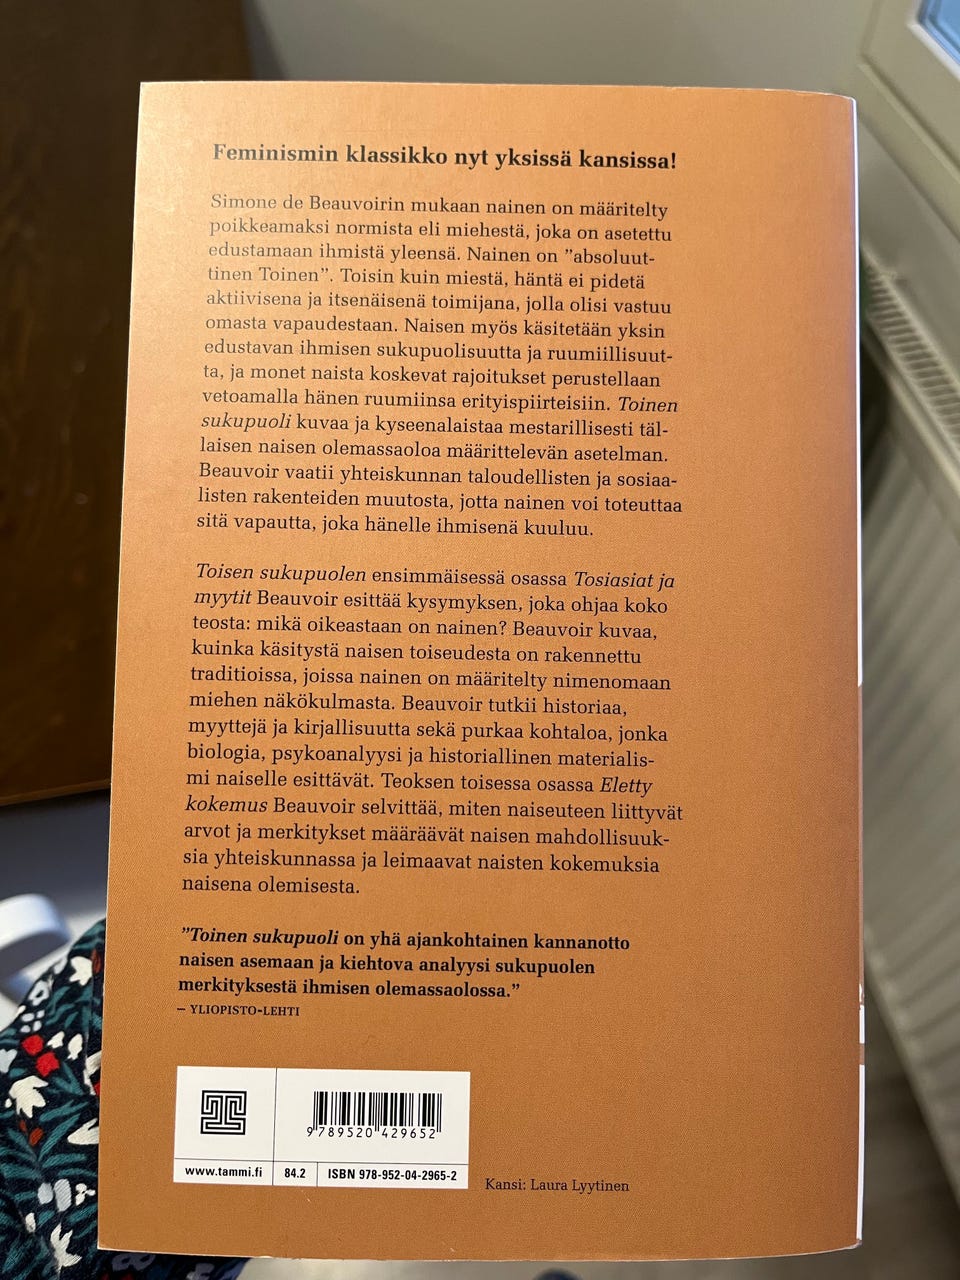 Feminismin klassikko nyt yksissä kansissa!
Simone de Beauvoirin mukaan nainen on määritelty
poikkeamaksi normista eli miehestä, joka on asetettu
edustamaan ihmistä yleensä. Nainen on ”absoluut-
tinen Toinen”. Toisin kuin miestä, häntä ei pidetä
aktiivisena ja itsenäisenä toimijana, jolla olisi vastuu
omasta vapaudestaan. Naisen myös käsitetään yksin
edustavan ihmisen sukupuolisuutta ja ruumiillisuut-
ta, ja monet naista koskevat rajoitukset perustellaan
vetoamalla hänen ruumiinsa erityispiirteisiin. Toinen
sukupuoli kuvaa ja kyseenalaistaa mestarillisesti täl-
laisen naisen olemassaoloa määrittelevän asetelman.
Beauvoir vaatii yhteiskunnan taloudellisten ja sosiaa-
listen rakenteiden muutosta, jotta nainen voi toteuttaa
sitä vapautta, joka hänelle ihmisenä kuuluu.
Toisen sukupuolen ensimmäisessä osassa Tosiasiat ja
myytit Beauvoir esittää kysymyksen, joka ohjaa koko
teosta: mikä oikeastaan on nainen? Beauvoir kuvaa,
kuinka käsitystä naisen toiseudesta on rakennettu
traditioissa, joissa nainen on määritelty nimenomaan
miehen näkökulmasta. Beauvoir tutkii historiaa,
myyttejä ja kirjallisuutta sekä purkaa kohtaloa, jonka
biologia, psykoanalyysi ja historiallinen materialis-
mi naiselle esittävät. Teoksen toisessa osassa Eletty
kokemus Beauvoir selvittää, miten naiseuteen liittyvät
arvot ja merkitykset määräävät naisen mahdollisuuk-
sia yhteiskunnassa ja leimaavat naisten kokemuksia
naisena olemisesta.
”Toinen sukupuoli on yhä ajankohtainen kannanotto
naisen asemaan ja kiehtova analyysi sukupuolen
merkityksestä ihmisen olemassaolossa.”
– YLIOPISTO-LEHTI
9 789520 429652
www.tammi.fi 84.2 ISBN 978-952-04-2965-2
Kansi: Laura Lyytinen